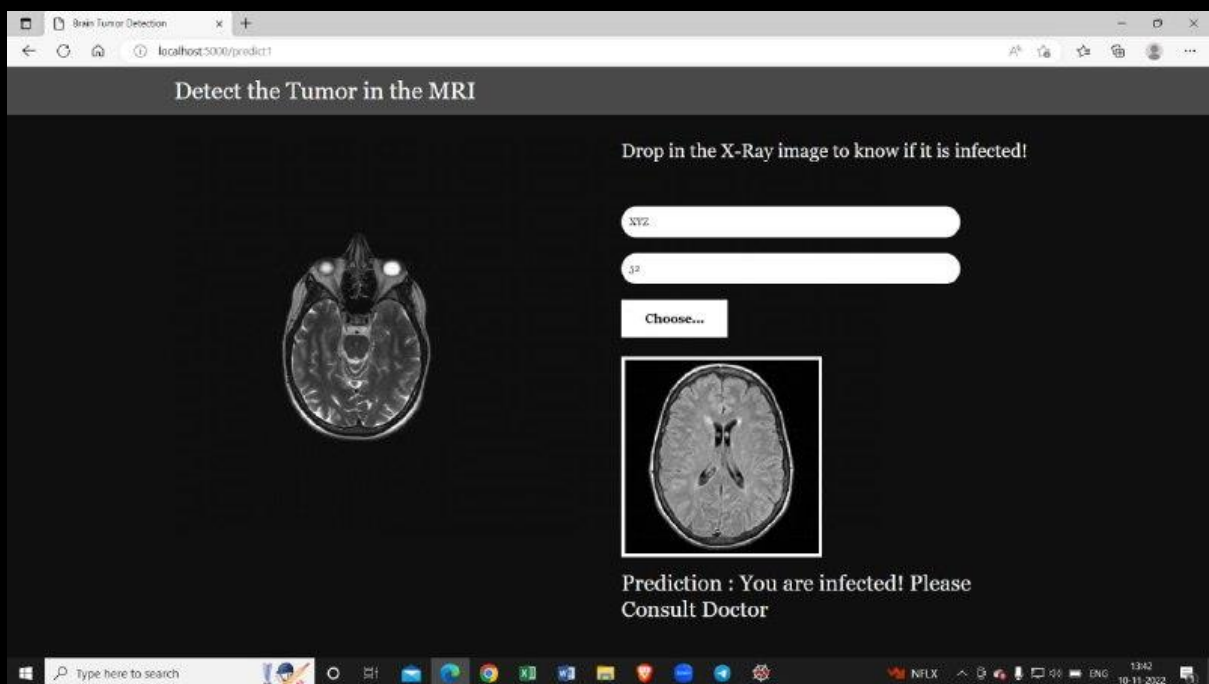 Brain Tumor Detection
localhost:5000/predict1
Detect the Tumor in the MRI
Drop in the X-Ray image to know if it is infected!
XYZ
52
Choose...
Prediction : You are infected! Please
Consult Doctor
Type here to search
NFLX
ENG
13:42
10-11-2022